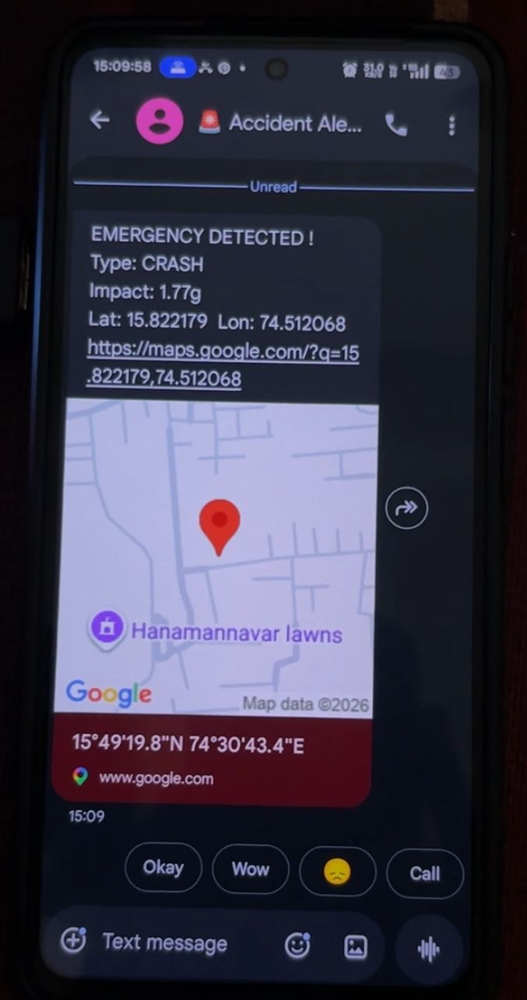 15:09:58
43
Accident Ale...
Unread
EMERGENCY DETECTED !
Type: CRASH
Impact: 1.77g
Lat: 15.822179 Lon: 74.512068
https://maps.google.com/?q=15
.822179,74.512068
Hanamannavar lawns
Google
Map data ©2026
15°49'19.8"N 74°30'43.4"E
www.google.com
15:09
Okay
Wow
Call
Text message